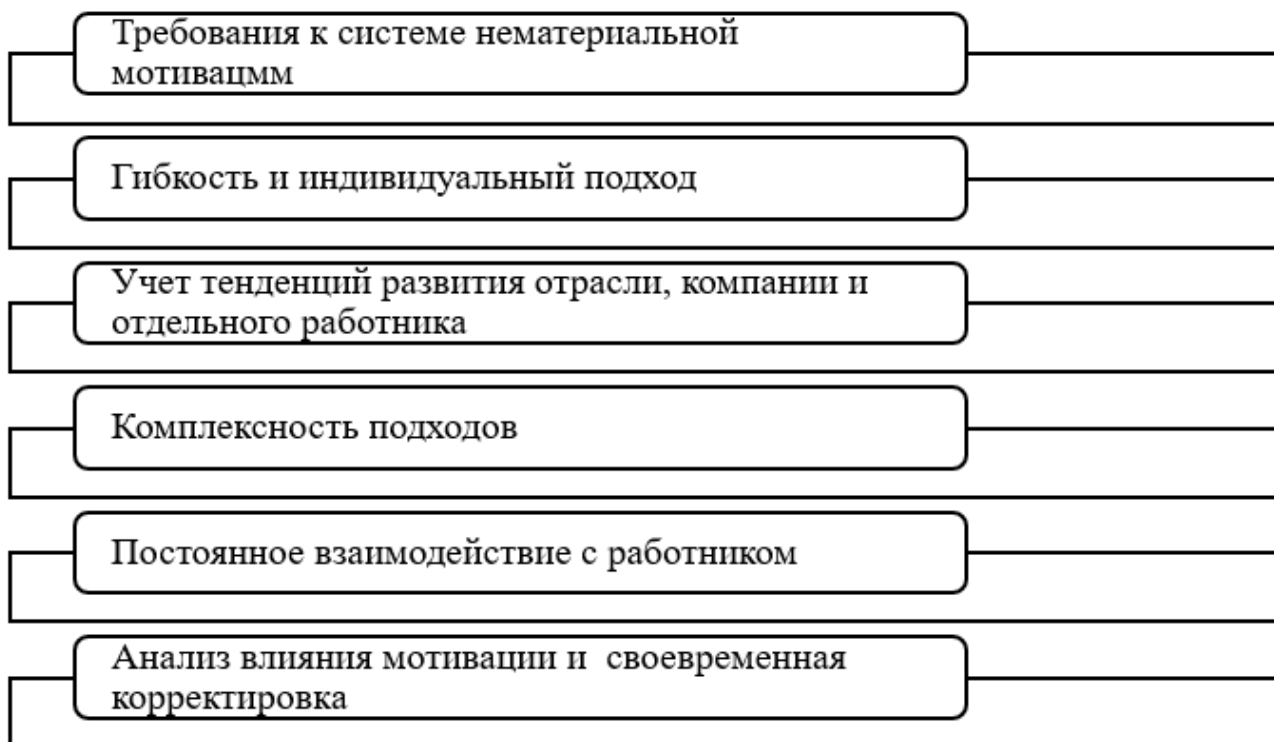 Требования к системе нематериальной
мотивацмм
Гибкость и индивидуальный подход
Учет тенденций развития отрасли, компании и
отдельного работника
Комплексность подходов
Постоянное взаимодействие с работником
Анализ влияния мотивации и  своевременная
корректировка